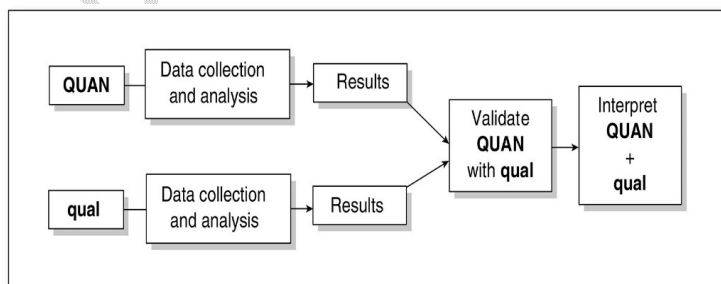 QUAN
Data collection
and analysis
Results
Validate
QUAN
with qual
Interpret
QUAN
+
qual
qual
Data collection
and analysis
Results